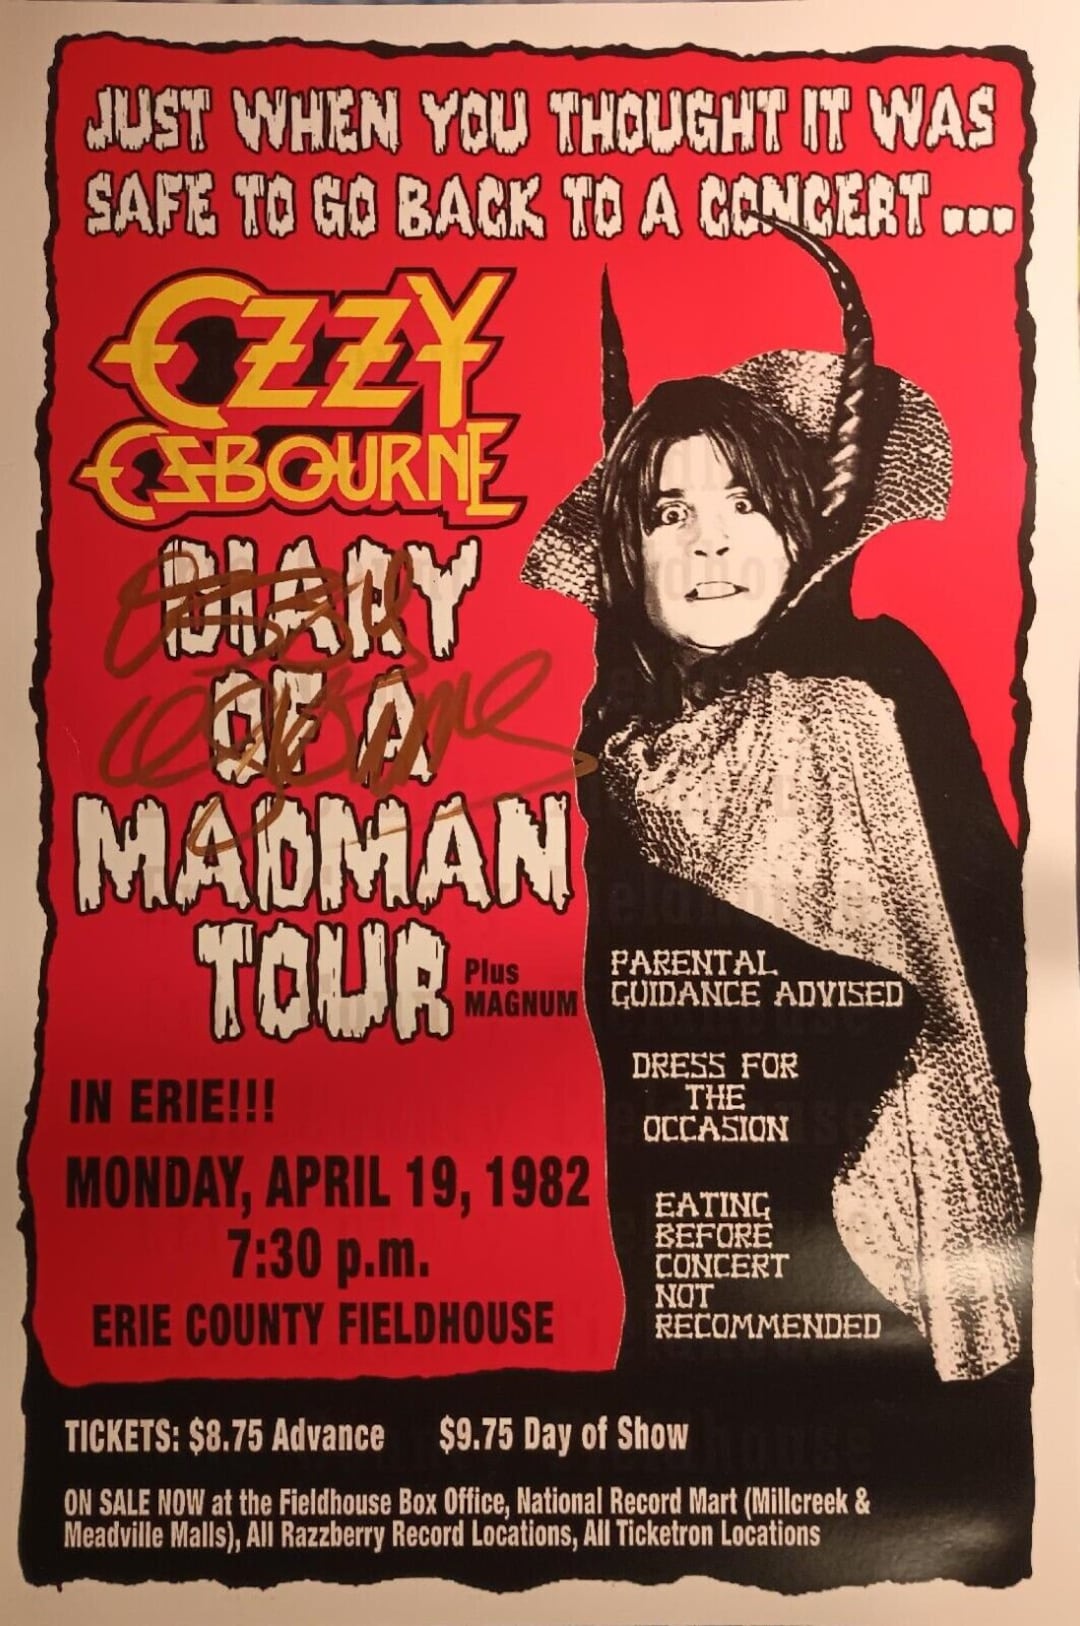 JUST WHEN YOU THOUGHT IT WAS
SAFE TO GO BACK TO A CONCERT...
OZZY
OSBOURNE
DIARY
OF A
MADMAN
TOUR
Plus
MAGNUM
Ozzy
Osbourne
IN ERIE!!!
MONDAY, APRIL 19, 1982
7:30 p.m.
ERIE COUNTY FIELDHOUSE
PARENTAL
GUIDANCE ADVISED
DRESS FOR
THE
OCCASION
EATING
BEFORE
CONCERT
NOT
RECOMMENDED
TICKETS: $8.75 Advance $9.75 Day of Show
ON SALE NOW at the Fieldhouse Box Office, National Record Mart (Millcreek &
Meadville Malls), All Razzberry Record Locations, All Ticketron Locations